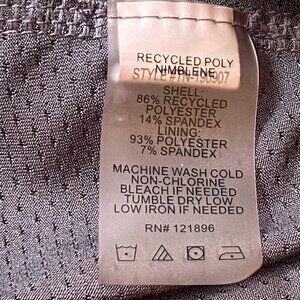 RECYCLED POLY
NIMBLENE
SHELL:
86% RECYCLED
POLYESTER
14% SPANDEX
LINING:
93% POLYESTER
7% SPANDEX
MACHINE WASH COLD
NON-CHLORINE
BLEACH IF NEEDED
TUMBLE DRY LOW
LOW IRON IF NEEDED
RN# 121896